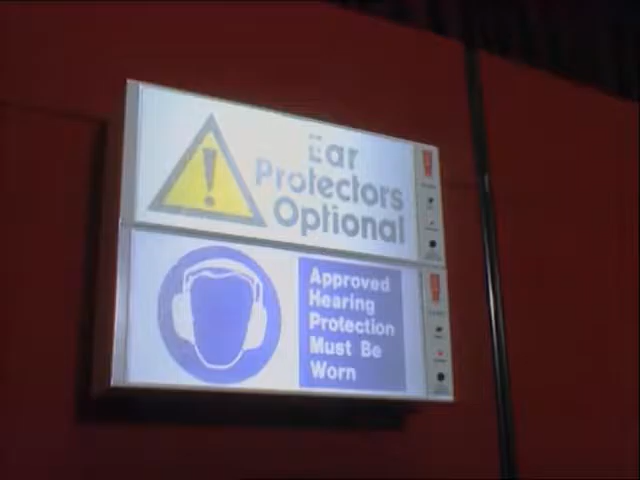 Ear
Protectors
Optional
Approved
Hearing
Protection
Must Be
Worn